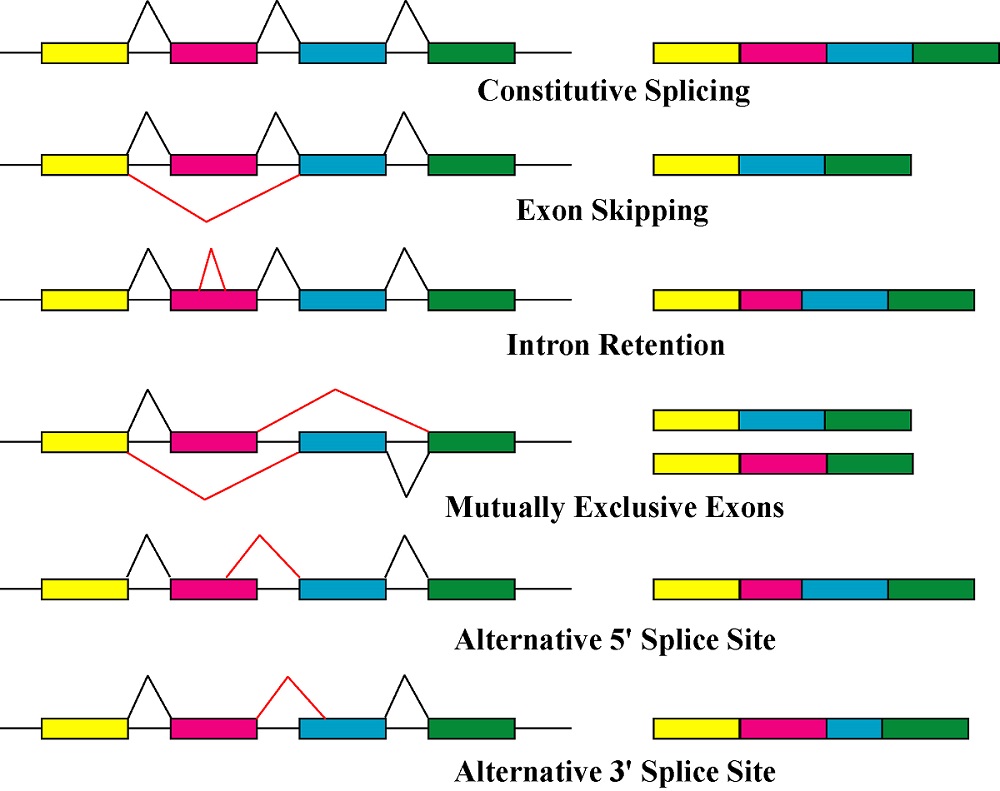 Constitutive Splicing
Exon Skipping
Intron Retention
Mutually Exclusive Exons
Alternative 5' Splice Site
Alternative 3' Splice Site